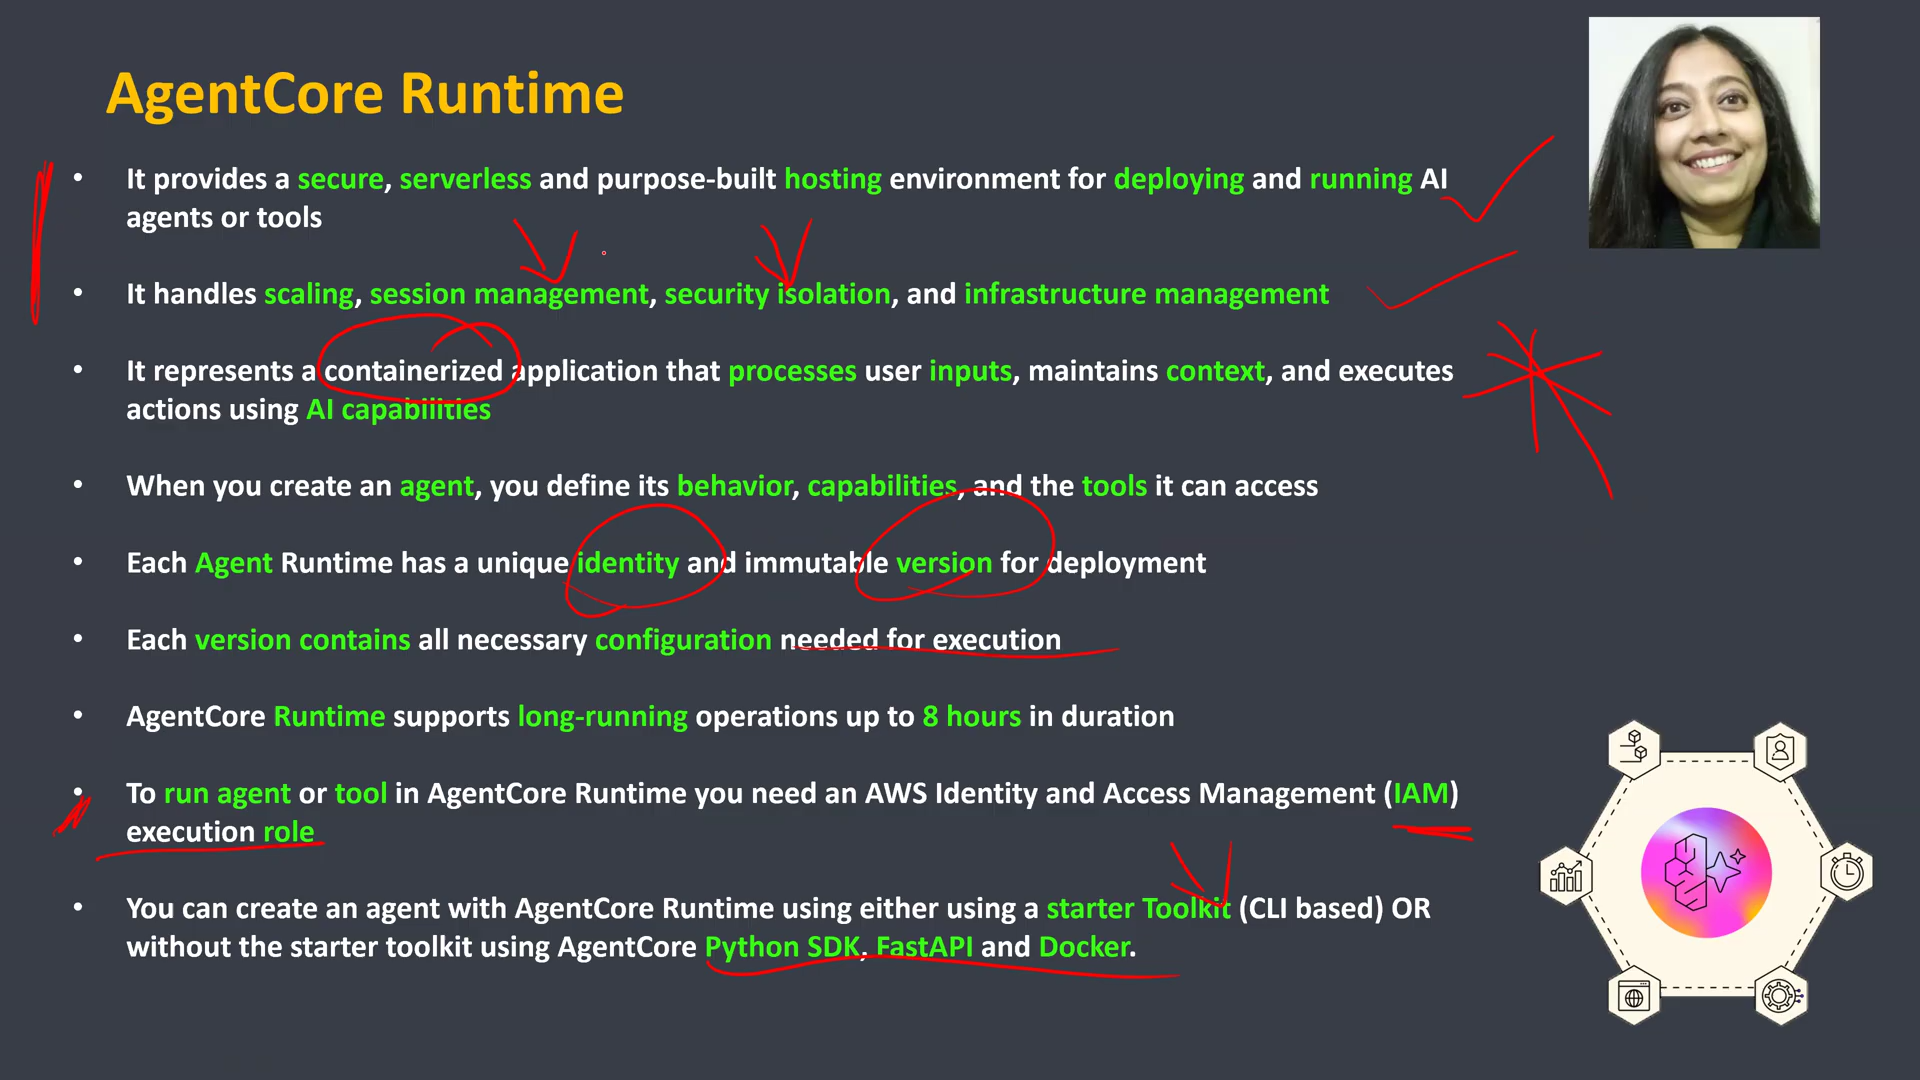 AgentCore Runtime
• It provides a secure, serverless and purpose-built hosting environment for deploying and running AI
agents or tools
• It handles scaling, session management, security isolation, and infrastructure management
• It represents a containerized application that processes user inputs, maintains context, and executes
actions using AI capabilities
• When you create an agent, you define its behavior, capabilities, and the tools it can access
• Each Agent Runtime has a unique identity and immutable version for deployment
• Each version contains all necessary configuration needed for execution
• AgentCore Runtime supports long-running operations up to 8 hours in duration
• To run agent or tool in AgentCore Runtime you need an AWS Identity and Access Management (IAM)
execution role
• You can create an agent with AgentCore Runtime using either using a starter Toolkit (CLI based) OR
without the starter toolkit using AgentCore Python SDK, FastAPI and Docker.